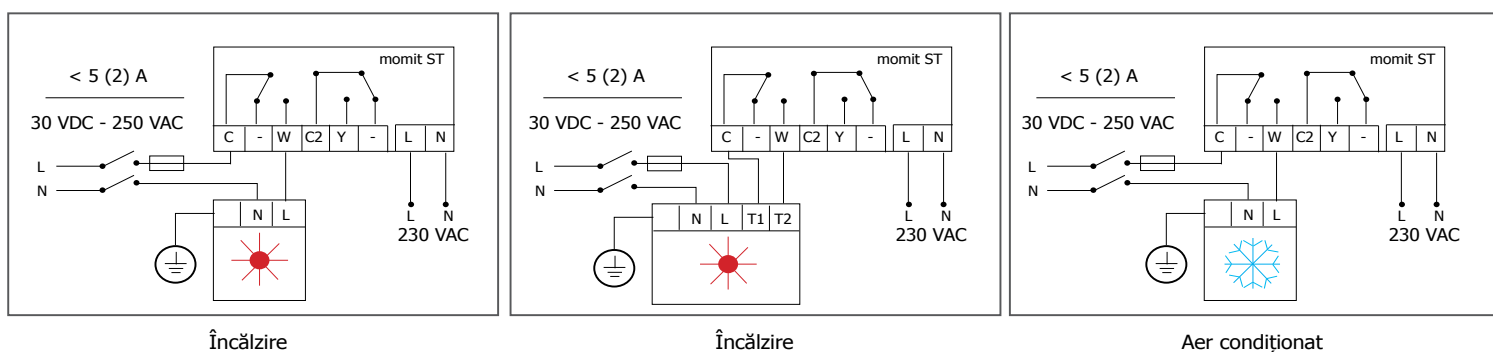 momit ST
< 5 (2) A
30 VDC - 250 VAC
C - W C2 Y - L N
L
N
N L
L N
230 VAC
Încălzire
momit ST
< 5 (2) A
30 VDC - 250 VAC
C - W C2 Y - L N
L
N
N L T1 T2
L N
230 VAC
Încălzire
momit ST
< 5 (2) A
30 VDC - 250 VAC
C - W C2 Y - L N
L
N
N L
L N
230 VAC
Aer condiționat